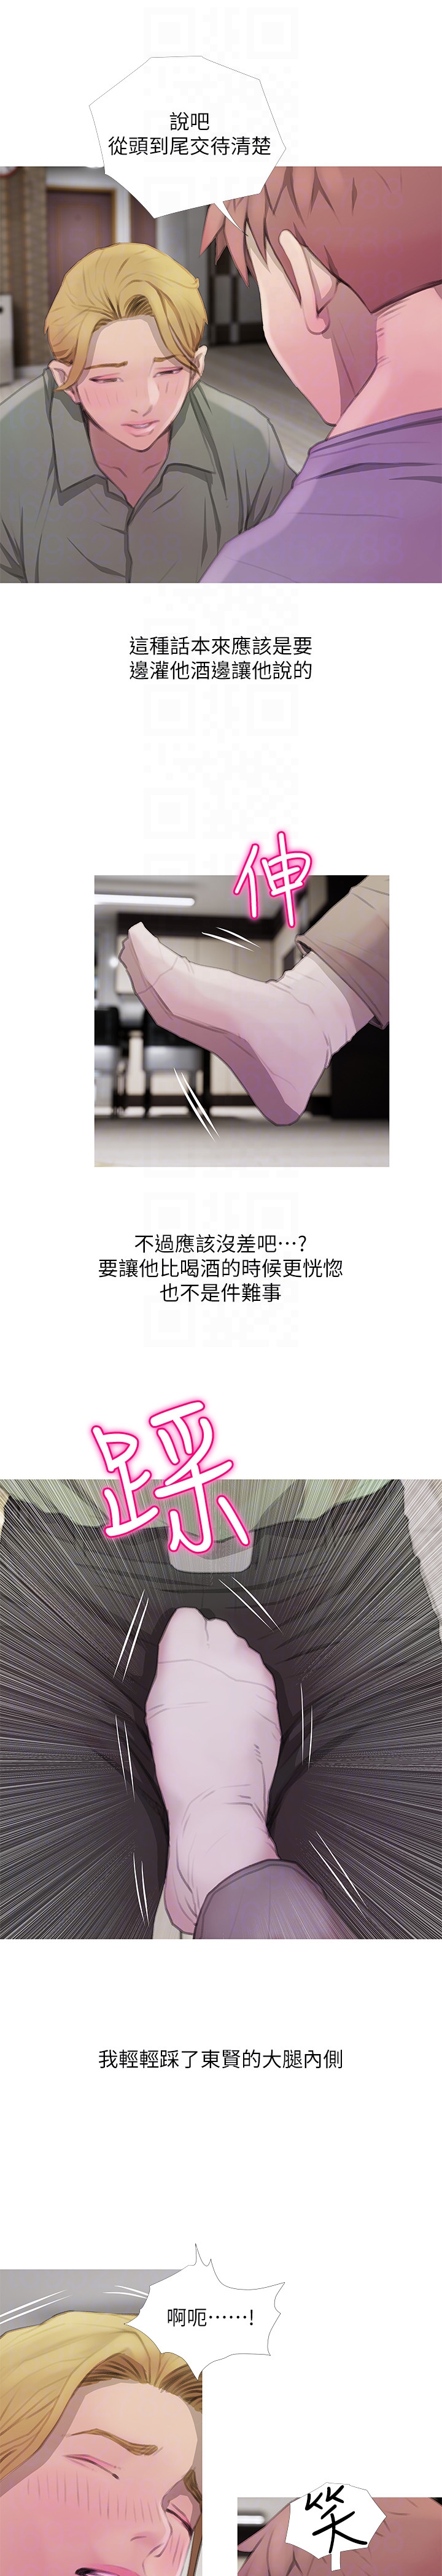 說吧
從頭到尾交待清楚
這種話本來應該是要
邊灌他酒邊讓他說的
伸
不過應該沒差吧…?
要讓他比喝酒的時候更恍惚
也不是件難事
踩
我輕輕踩了東賢的大腿內側
啊呃……!
笑